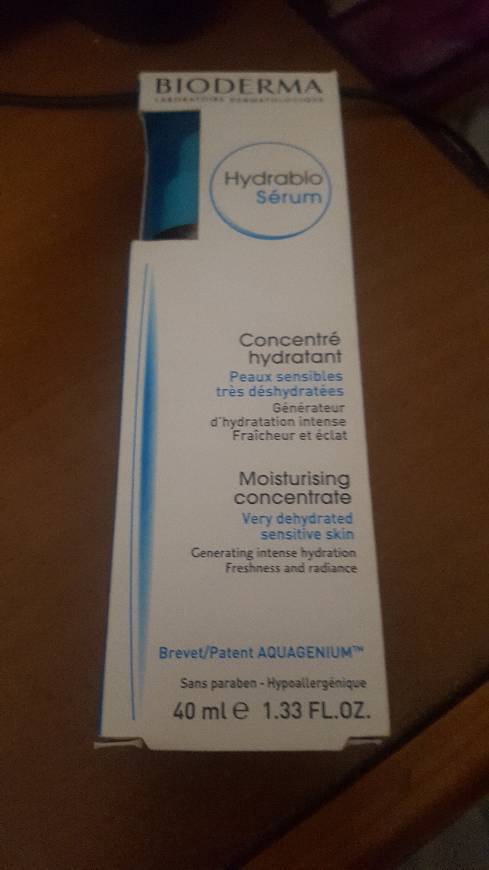 BIODERMA
LABORATOIRE DERMATOLOGIQUE
Hydrabio
Sérum
Concentré
hydratant
Peaux sensibles
très déshydratées
Générateur
d'hydratation intense
Fraîcheur et éclat
Moisturising
concentrate
Very dehydrated
sensitive skin
Generating intense hydration
Freshness and radiance
Brevet/Patent AQUAGENIUM™
Sans paraben - Hypoallergénique
40 ml e 1.33 FL.OZ.